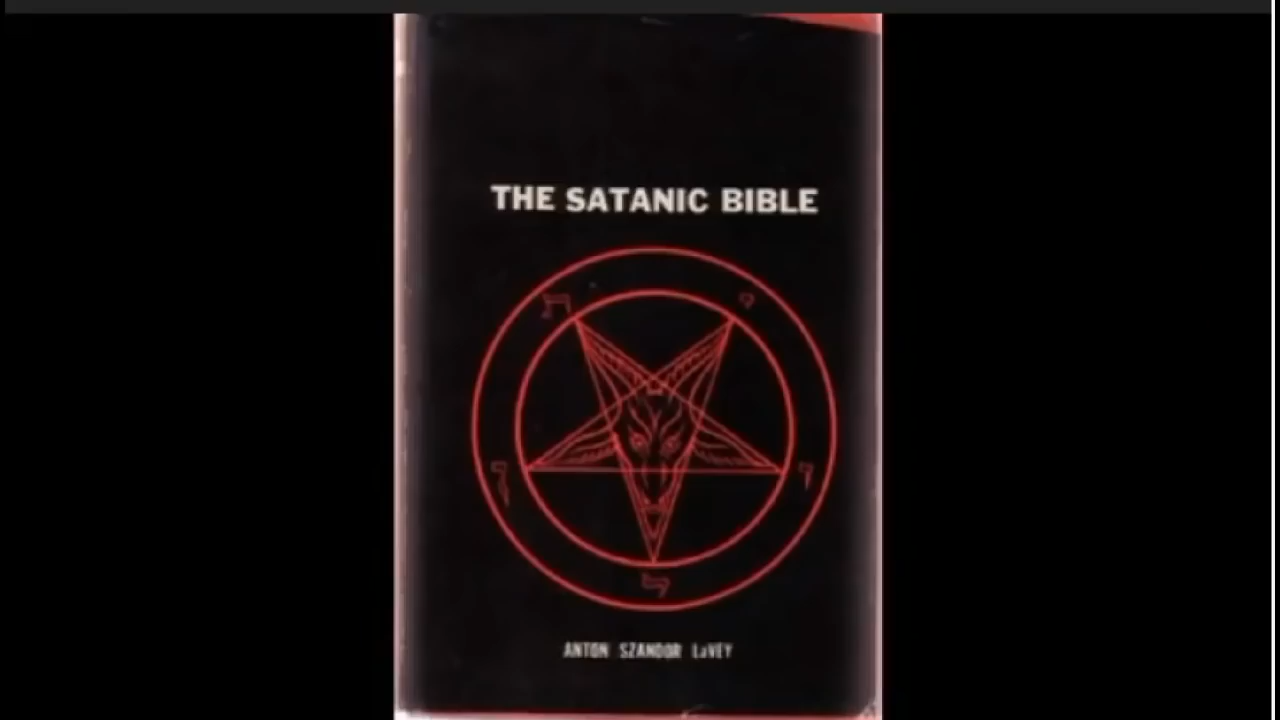 THE SATANIC BIBLE
ת
י
ן
ו
ל
ANTON SZANDOR LaVEY